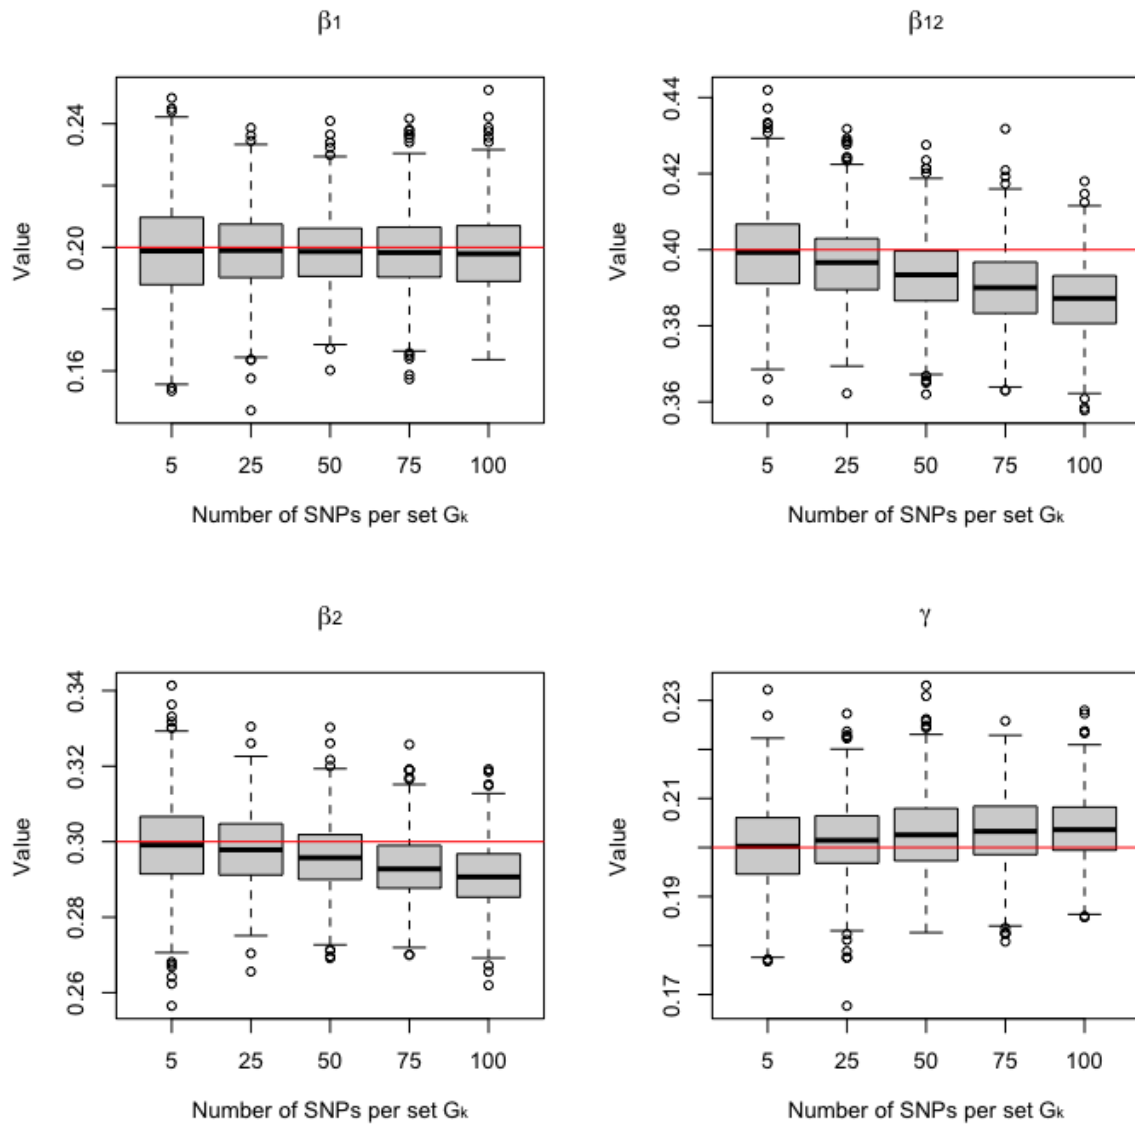 β1
Value
0.24
0.20
0.16
5 25 50 75 100
Number of SNPs per set Gk
β12
Value
0.44
0.42
0.40
0.38
0.36
5 25 50 75 100
Number of SNPs per set Gk
β2
Value
0.34
0.32
0.30
0.28
0.26
5 25 50 75 100
Number of SNPs per set Gk
γ
Value
0.23
0.21
0.19
0.17
5 25 50 75 100
Number of SNPs per set Gk